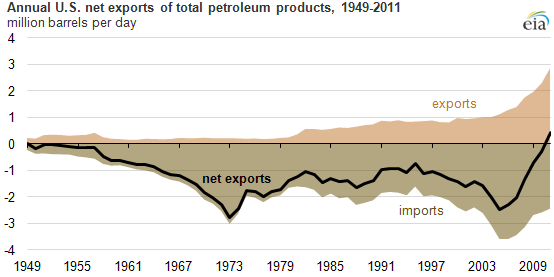 Annual U.S. net exports of total petroleum products, 1949-2011
million barrels per day
eia
4
3
2
1
0
-1
-2
-3
-4
exports
net exports
imports
1949 1955 1961 1967 1973 1979 1985 1991 1997 2003 2009